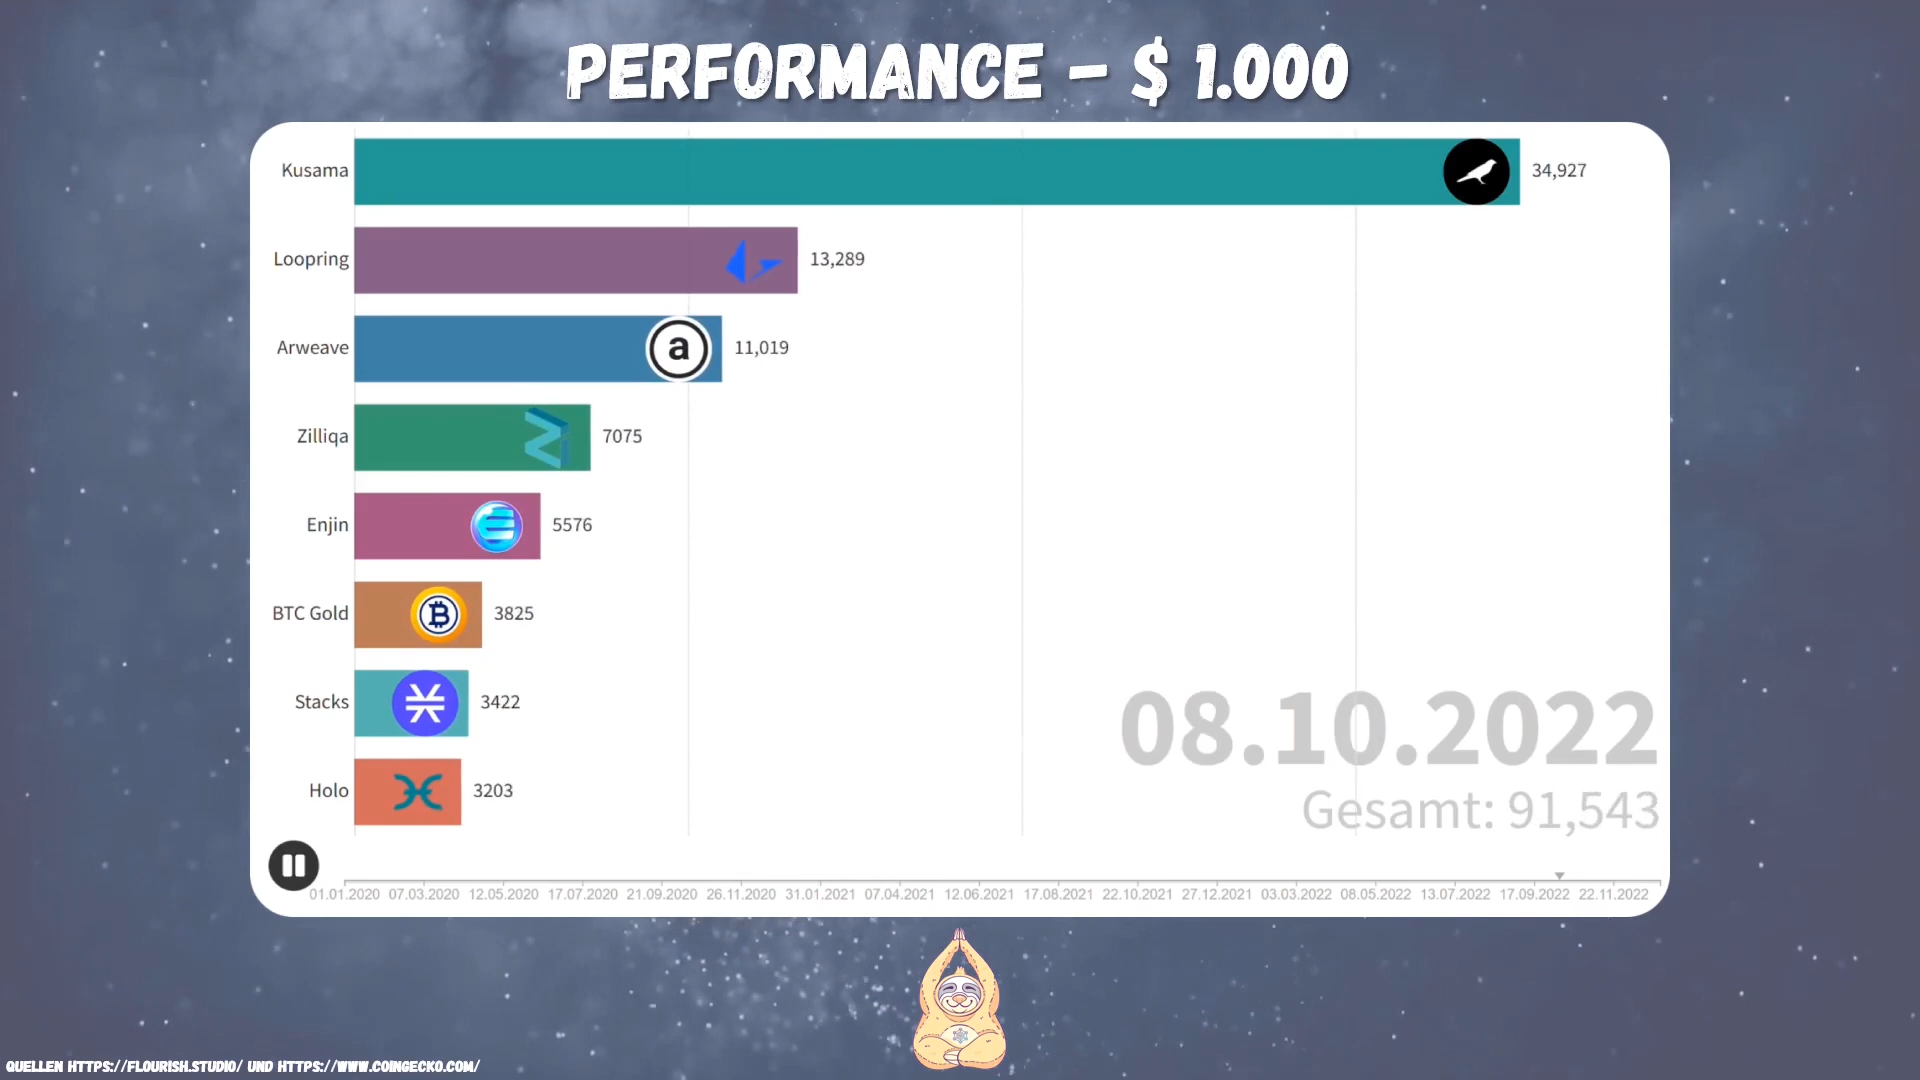 PERFORMANCE – $ 1.000
Kusama 34,927
Loopring 13,289
Arweave a 11,019
Zilliqa 7075
Enjin 5576
BTC Gold B 3825
Stacks 3422
Holo 3203
08.10.2022
Gesamt: 91,543
01.01.2020 07.03.2020 12.05.2020 17.07.2020 21.09.2020 26.11.2020 31.01.2021 07.04.2021 12.06.2021 17.08.2021 22.10.2021 27.12.2021 03.03.2022 08.05.2022 13.07.2022 17.09.2022 22.11.2022
QUELLEN HTTPS://FLOURISH.STUDIO/ UND HTTPS://WWW.COINGECKO.COM/